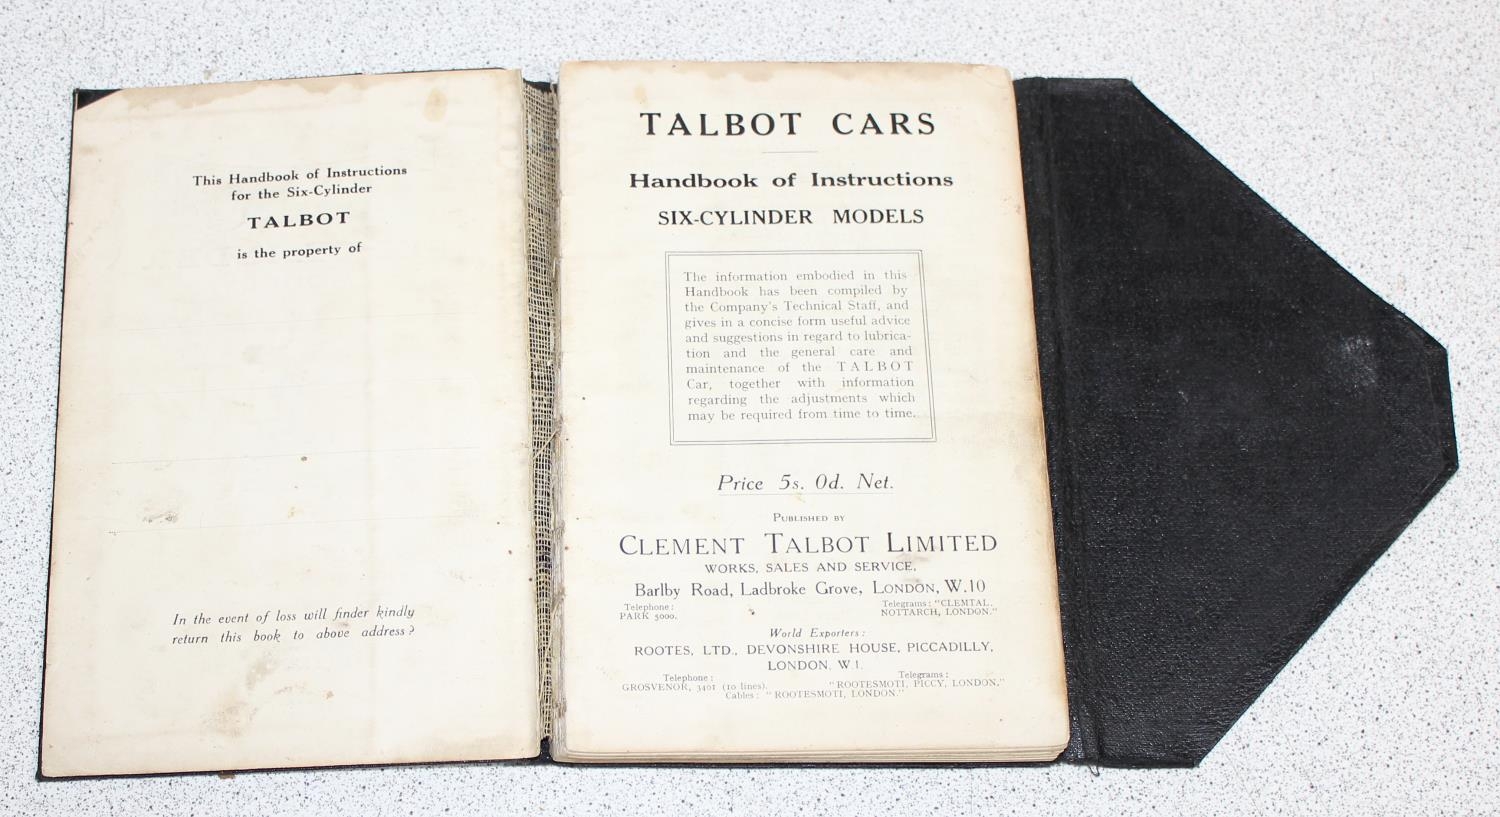 This Handbook of Instructions
for the Six-Cylinder
TALBOT
is the property of
In the event of loss will finder kindly
return this book to above address?
TALBOT CARS
Handbook of Instructions
SIX-CYLINDER MODELS
The information embodied in this
Handbook has been compiled by
the Company's Technical Staff, and
gives in a concise form useful advice
and suggestions in regard to lubrica-
tion and the general care and
maintenance of the TALBOT
Car, together with information
regarding the adjustments which
may be required from time to time.
Price 5s. 0d. Net.
PUBLISHED BY
CLEMENT TALBOT LIMITED
WORKS, SALES AND SERVICE,
Barlby Road, Ladbroke Grove, LONDON, W.10
Telephone: Telegrams: "CLEMTAL,
PARK 5000. NOTTARCH, LONDON."
World Exporters:
ROOTES, LTD., DEVONSHIRE HOUSE, PICCADILLY,
LONDON, W1.
Telephone: Telegrams:
GROSVENOR, 3401 (10 lines). "ROOTESMOTI, PICCY, LONDON,"
Cables: "ROOTESMOTI, LONDON."